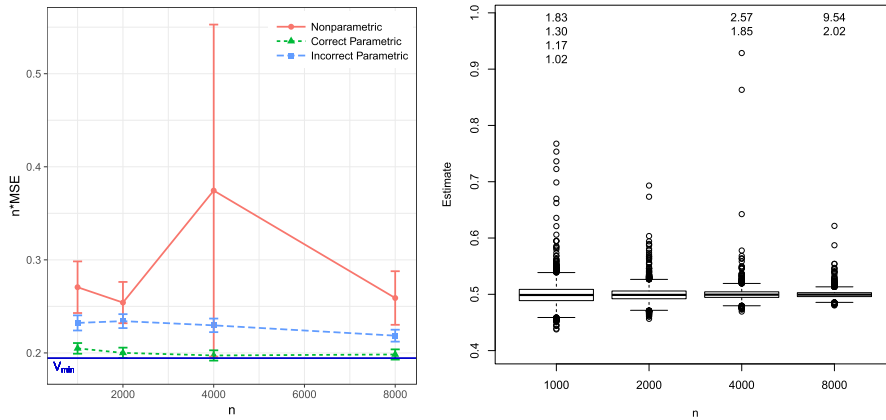 n*MSE
0.5
0.4
0.3
0.2
Nonparametric
Correct Parametric
Incorrect Parametric
Vmin
2000 4000 6000 8000
n
Estimate
1.0
0.9
0.8
0.7
0.6
0.5
0.4
1.83 2.57 9.54
1.30 1.85 2.02
1.17
1.02
1000 2000 4000 8000
n